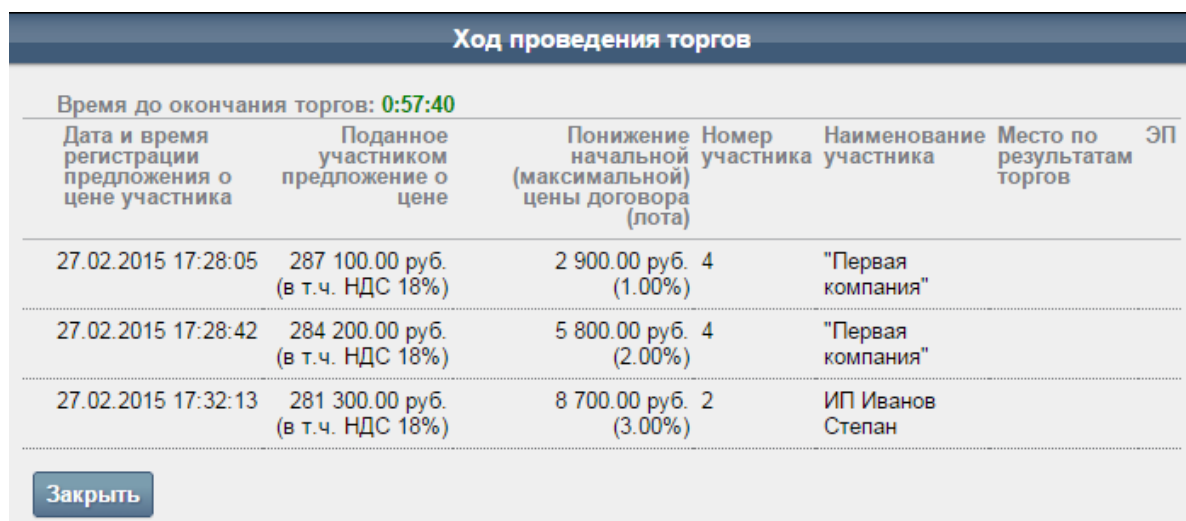 Ход проведения торгов
Время до окончания торгов: 0:57:40
Дата и время регистрации предложения о цене участника Поданное участником предложение о цене Понижение начальной (максимальной) цены договора (лота) Номер участника Наименование участника Место по результатам торгов ЭП
27.02.2015 17:28:05 287 100.00 руб. 2 900.00 руб. 4 "Первая
(в т.ч. НДС 18%) (1.00%) компания"
27.02.2015 17:28:42 284 200.00 руб. 5 800.00 руб. 4 "Первая
(в т.ч. НДС 18%) (2.00%) компания"
27.02.2015 17:32:13 281 300.00 руб. 8 700.00 руб. 2 ИП Иванов
(в т.ч. НДС 18%) (3.00%) Степан
Закрыть